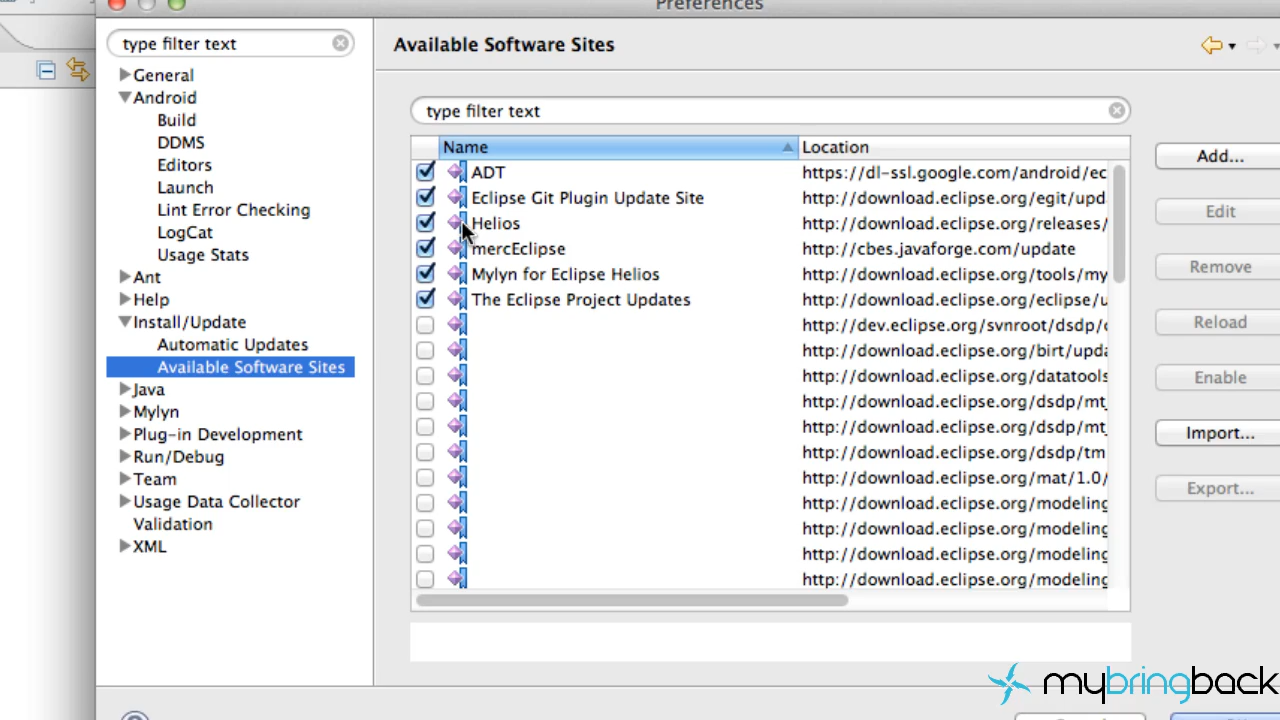 Preferences
type filter text
General
Android
Build
DDMS
Editors
Launch
Lint Error Checking
LogCat
Usage Stats
Ant
Help
Install/Update
Automatic Updates
Available Software Sites
Java
Mylyn
Plug-in Development
Run/Debug
Team
Usage Data Collector
Validation
XML
Available Software Sites
type filter text
Name Location
ADT https://dl-ssl.google.com/android/ec
Eclipse Git Plugin Update Site http://download.eclipse.org/egit/upd
Helios http://download.eclipse.org/releases/
mercEclipse http://cbes.javaforge.com/update
Mylyn for Eclipse Helios http://download.eclipse.org/tools/my
The Eclipse Project Updates http://download.eclipse.org/eclipse/u
http://dev.eclipse.org/svnroot/dsdp/
http://download.eclipse.org/birt/upda
http://download.eclipse.org/datatools
http://download.eclipse.org/dsdp/mt
http://download.eclipse.org/dsdp/mt
http://download.eclipse.org/dsdp/tm
http://download.eclipse.org/mat/1.0/
http://download.eclipse.org/modeling
http://download.eclipse.org/modeling
http://download.eclipse.org/modeling
http://download.eclipse.org/modeling
Add...
Edit
Remove
Reload
Enable
Import...
Export...
mybringback